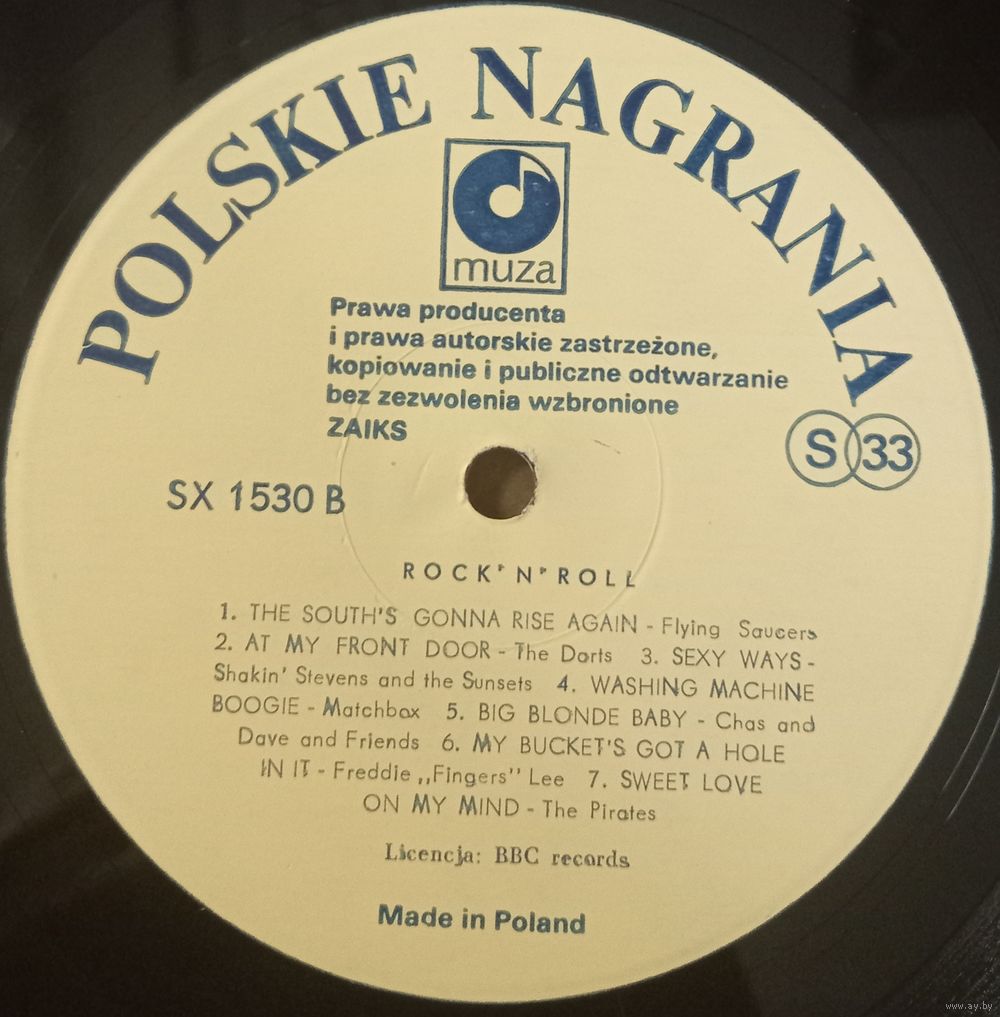 POLSKIE NAGRANIA
muza
Prawa producenta
i prawa autorskie zastrzeżone,
kopiowanie i publiczne odtwarzanie
bez zezwolenia wzbronione
ZAIKS
S 33
SX 1530 B
ROCK'N'ROLL
1. THE SOUTH'S GONNA RISE AGAIN - Flying Saucers
2. AT MY FRONT DOOR - The Dorts 3. SEXY WAYS -
Shakin' Stevens and the Sunsets 4. WASHING MACHINE
BOOGIE - Matchbox 5. BIG BLONDE BABY - Chas and
Dave and Friends 6. MY BUCKET'S GOT A HOLE
IN IT - Freddie ,,Fingers" Lee 7. SWEET LOVE
ON MY MIND - The Pirates
Licencja: BBC records
Made in Poland
www.ay.by